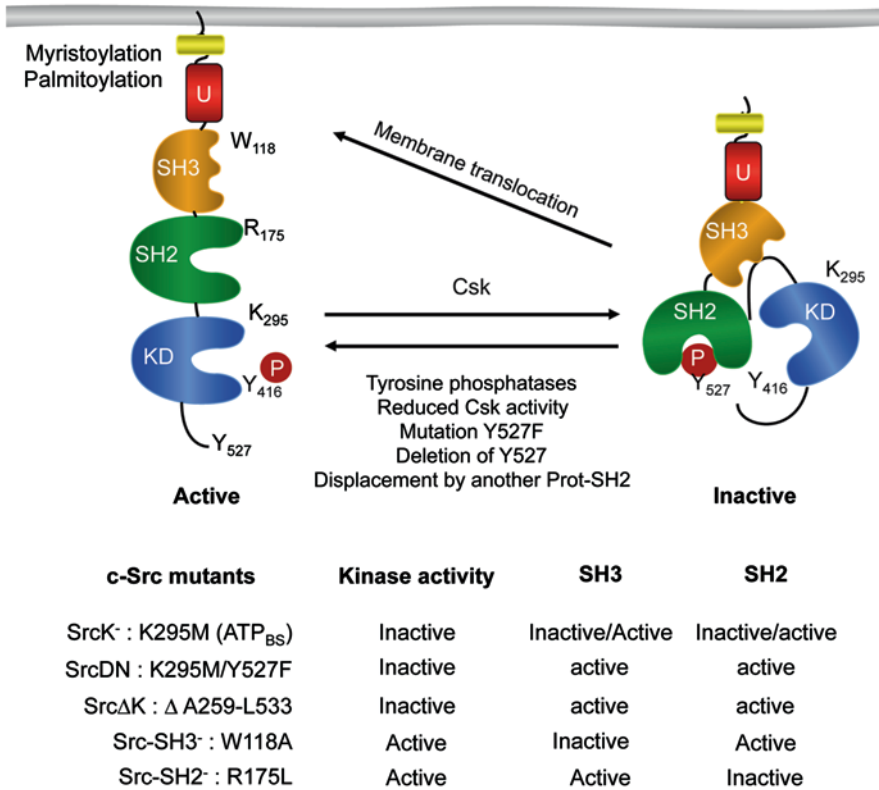 Myristoylation
Palmitoylation
U
SH3
W118
SH2
R175
K295
KD
P
Y416
Y527
Active
Membrane translocation
Csk
Tyrosine phosphatases
Reduced Csk activity
Mutation Y527F
Deletion of Y527
Displacement by another Prot-SH2
U
SH3
K295
SH2
KD
P
Y527
Y416
Inactive
c-Src mutants Kinase activity SH3 SH2
SrcK- : K295M (ATPBS) Inactive Inactive/Active Inactive/active
SrcDN : K295M/Y527F Inactive active active
SrcΔK : Δ A259-L533 Inactive active active
Src-SH3- : W118A Active Inactive Active
Src-SH2- : R175L Active Active Inactive